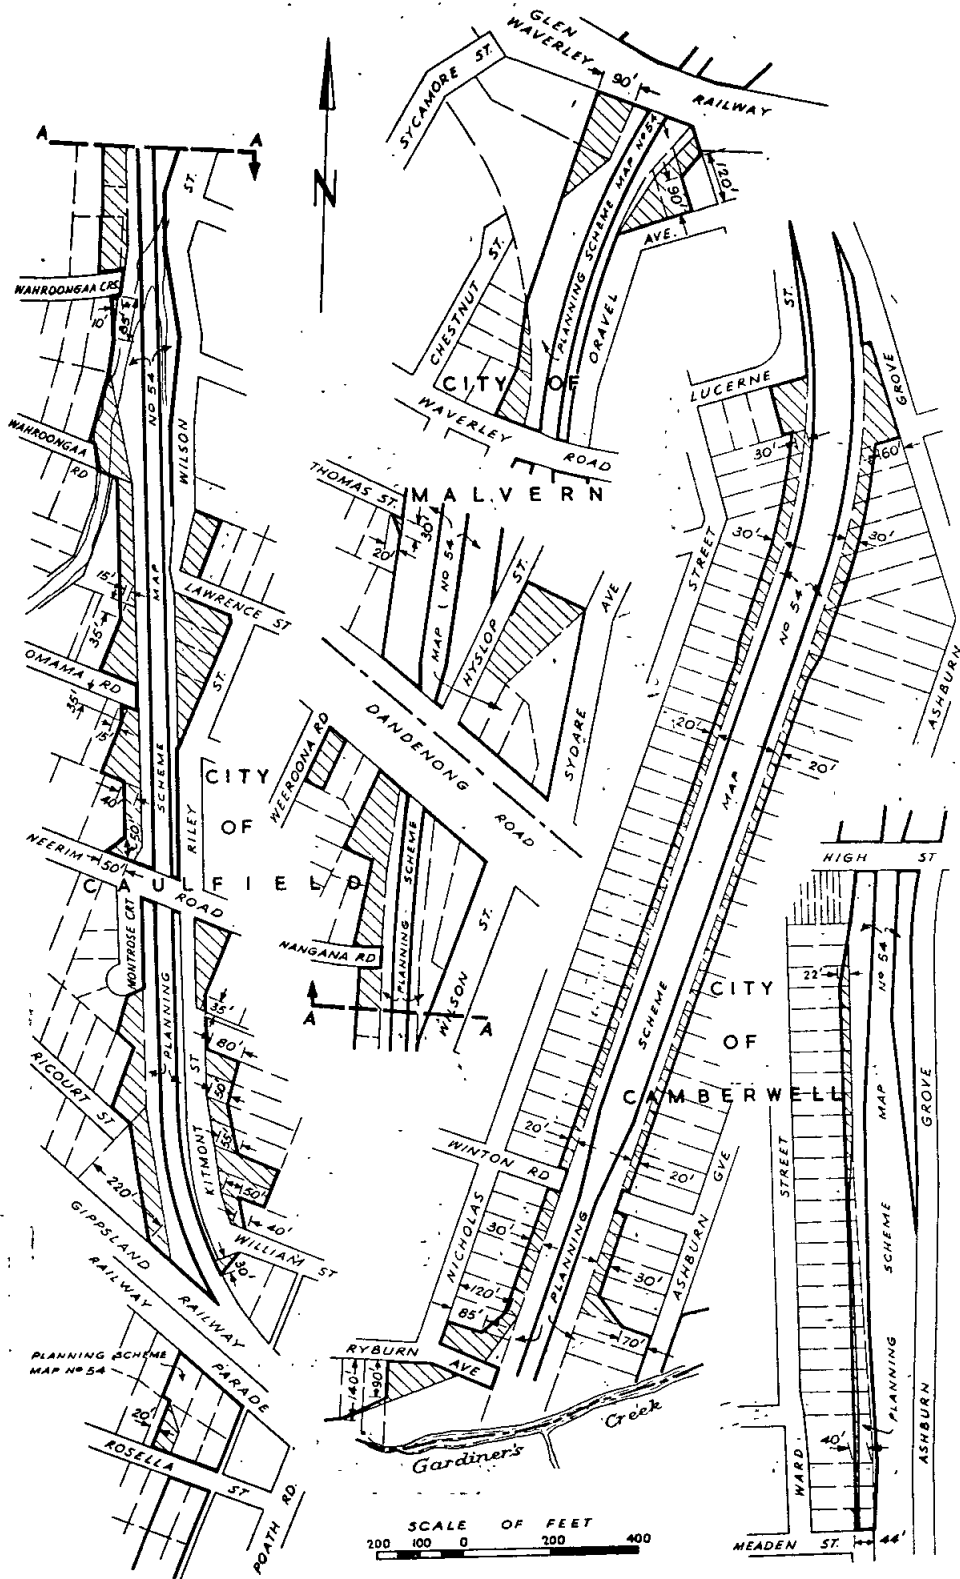 GLEN
WAVERLEY
RAILWAY
90'
SYCAMORE ST.
PLANNING SCHEME MAP Nº 54
120'
90'
ORAVEL
AVE.
CHESTNUT ST.
CITY OF
MALVERN
WAVERLEY ROAD
N
A
A
ST.
WAHROONGAA CRS.
10'
85'
Nº 54
WILSON
WAHROONGAA RD
MAP
15'
35'
LAWRENCE ST
OMAMA RD
35'
15'
ST.
SCHEME
40'
50'
RILEY
NEERIM ROAD
50'
CITY
OF
CAULFIELD
MONTROSE CRT
PLANNING
35'
80'
50'
35'
ST
KITMONT
50'
40'
WILLIAM ST
30'
RICOURT ST
220'
GIPPSLAND
RAILWAY
RAILWAY PARADE
PLANNING SCHEME
MAP Nº 54
20'
ROSELLA ST
POATH RD.
THOMAS ST.
20'
30'
MAP Nº 54
HYSLOP ST.
SYDARE AVE
DANDENONG ROAD
WEEROONA RD
SCHEME
PLANNING
NANGANA RD
WILSON ST.
A
A
LUCERNE ST.
30'
60'
GROVE
ASHBURN
30'
30'
Nº 54
STREET
20'
20'
MAP
SCHEME
CITY
OF
CAMBERWELL
20'
20'
WINTON RD
NICHOLAS
30'
30'
120'
85'
PLANNING
70'
ASHBURN GVE
RYBURN AVE
140'
90'
Gardiner's Creek
HIGH ST
22'
Nº 54
MAP
SCHEME
PLANNING
GROVE
ASHBURN
STREET
WARD
40'
MEADEN ST.
44'
SCALE OF FEET
200 100 0 200 400